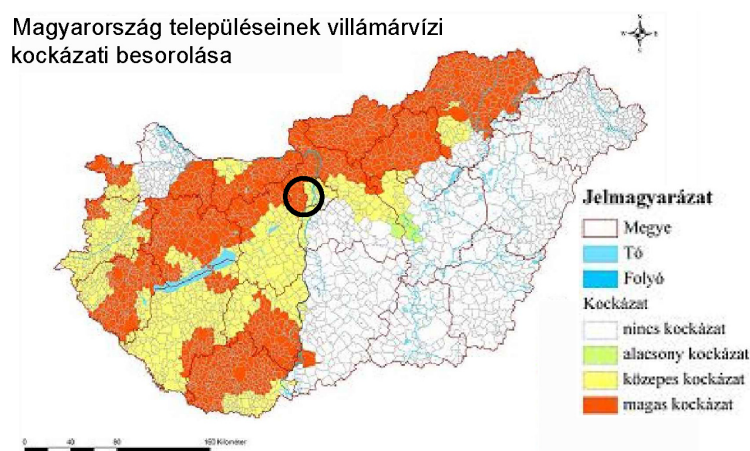 Magyarország településeinek villámárvízi
kockázati besorolása
N
W
E
S
Jelmagyarázat
Megye
Tó
Folyó
Kockázat
nincs kockázat
alacsony kockázat
közepes kockázat
magas kockázat
0 40 80 160 Kilométer